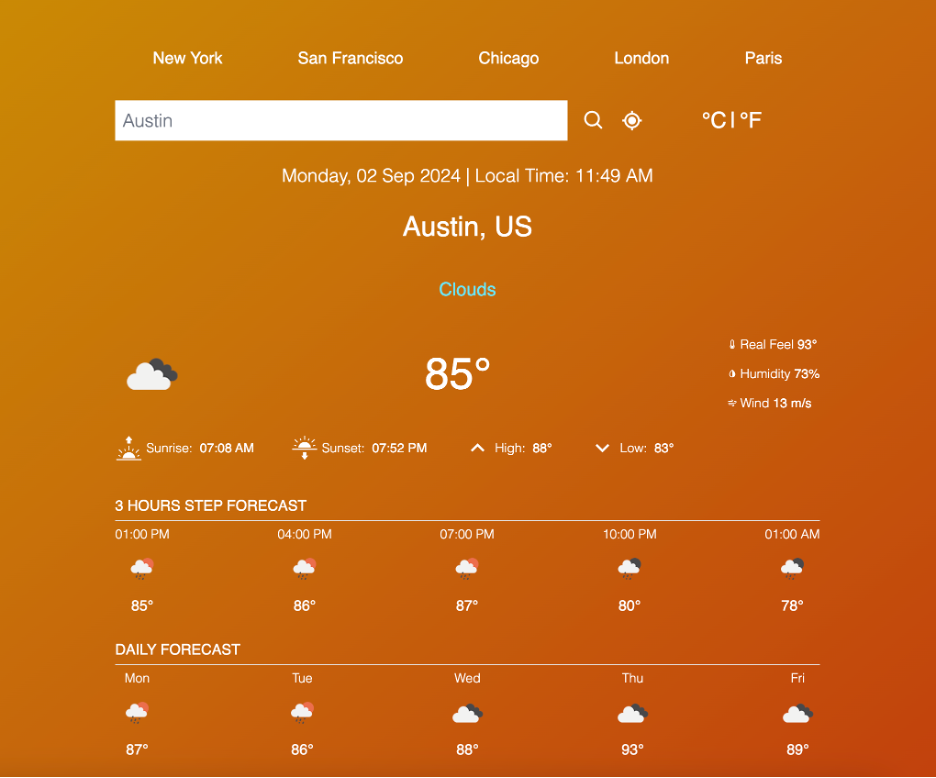 New York San Francisco Chicago London Paris
Austin °C | °F
Monday, 02 Sep 2024 | Local Time: 11:49 AM
Austin, US
Clouds
Real Feel 93°
85°
Humidity 73%
Wind 13 m/s
Sunrise: 07:08 AM Sunset: 07:52 PM High: 88° Low: 83°
3 HOURS STEP FORECAST
01:00 PM 04:00 PM 07:00 PM 10:00 PM 01:00 AM
85° 86° 87° 80° 78°
DAILY FORECAST
Mon Tue Wed Thu Fri
87° 86° 88° 93° 89°